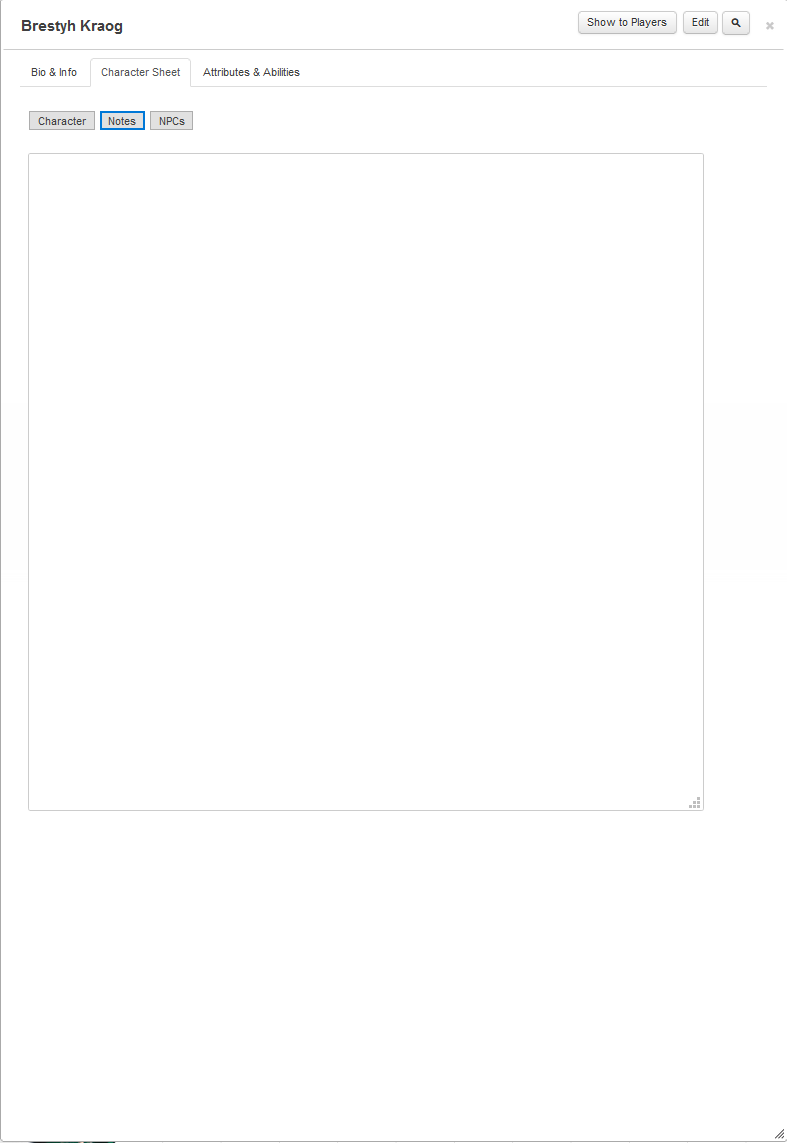 Brestyh Kraog
Show to Players
Edit
Bio & Info
Character Sheet
Attributes & Abilities
Character
Notes
NPCs